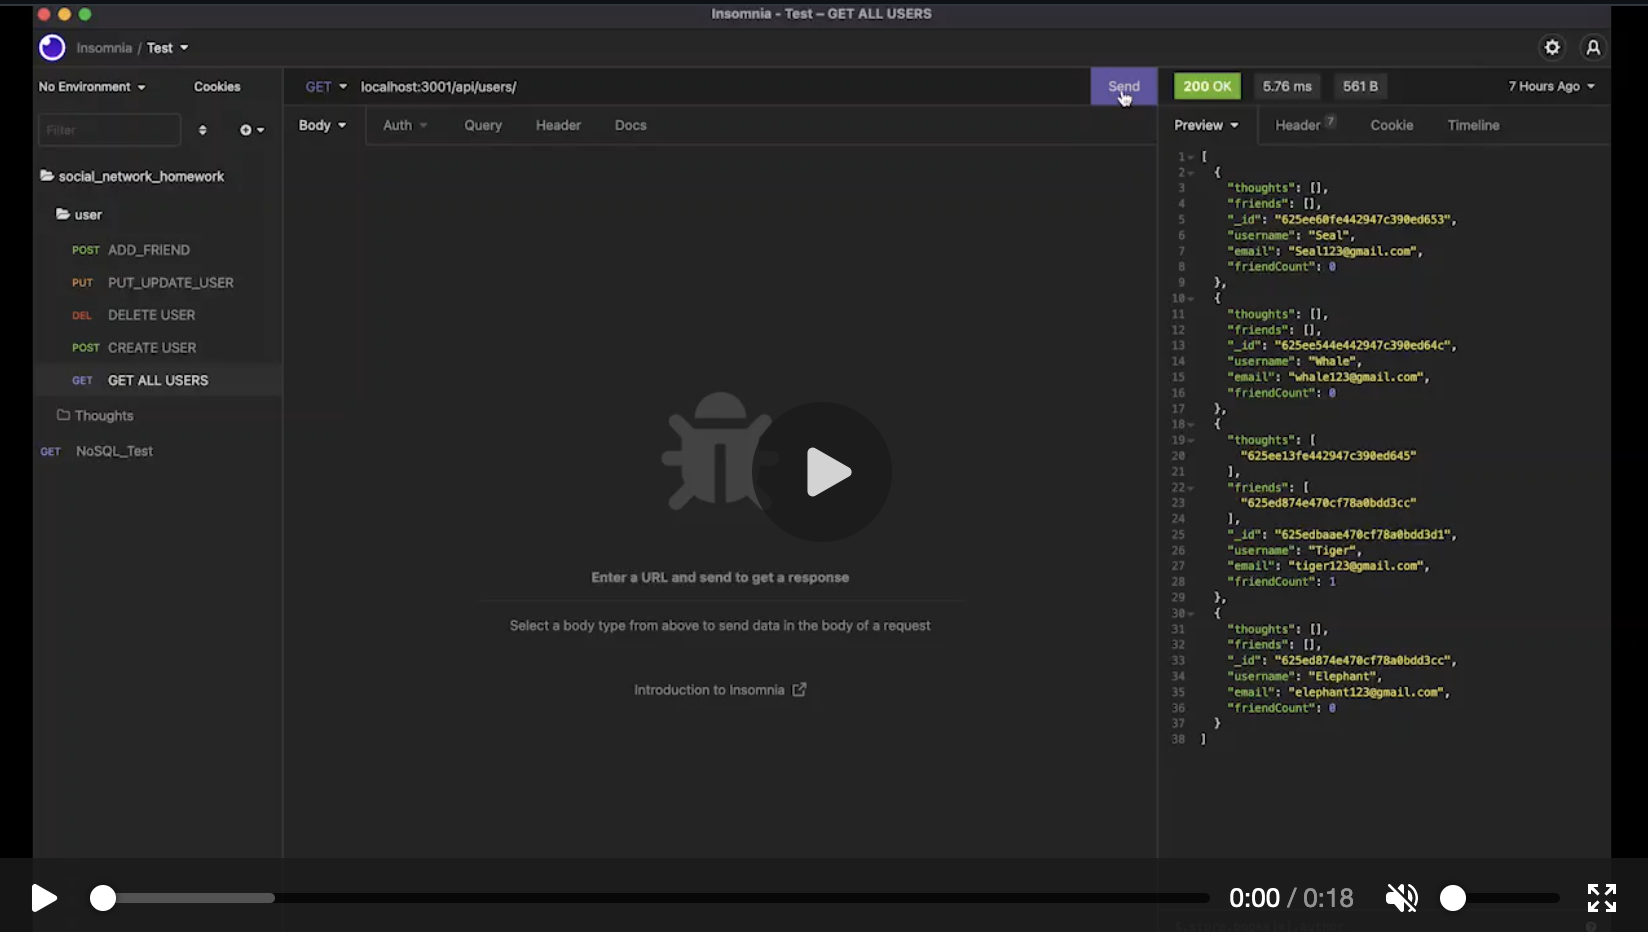 Insomnia - Test – GET ALL USERS
Insomnia / Test
No Environment
Cookies
Filter
social_network_homework
user
POST ADD_FRIEND
PUT PUT_UPDATE_USER
DEL DELETE USER
POST CREATE USER
GET GET ALL USERS
Thoughts
GET NoSQL_Test
GET localhost:3001/api/users/
Send
Body Auth Query Header Docs
Enter a URL and send to get a response
Select a body type from above to send data in the body of a request
Introduction to Insomnia
200 OK 5.76 ms 561 B 7 Hours Ago
Preview Header 7 Cookie Timeline
1 [
2 {
3 "thoughts": [],
4 "friends": [],
5 "_id": "625ee60fe442947c390ed653",
6 "username": "Seal",
7 "email": "Seal123@gmail.com",
8 "friendCount": 0
9 },
10 {
11 "thoughts": [],
12 "friends": [],
13 "_id": "625ee544e442947c390ed64c",
14 "username": "Whale",
15 "email": "whale123@gmail.com",
16 "friendCount": 0
17 },
18 {
19 "thoughts": [
20 "625ee13fe442947c390ed645"
21 ],
22 "friends": [
23 "625ed874e470cf78a0bdd3cc"
24 ],
25 "_id": "625edbaae470cf78a0bdd3d1",
26 "username": "Tiger",
27 "email": "tiger123@gmail.com",
28 "friendCount": 1
29 },
30 {
31 "thoughts": [],
32 "friends": [],
33 "_id": "625ed874e470cf78a0bdd3cc",
34 "username": "Elephant",
35 "email": "elephant123@gmail.com",
36 "friendCount": 0
37 }
38 ]
0:00 / 0:18